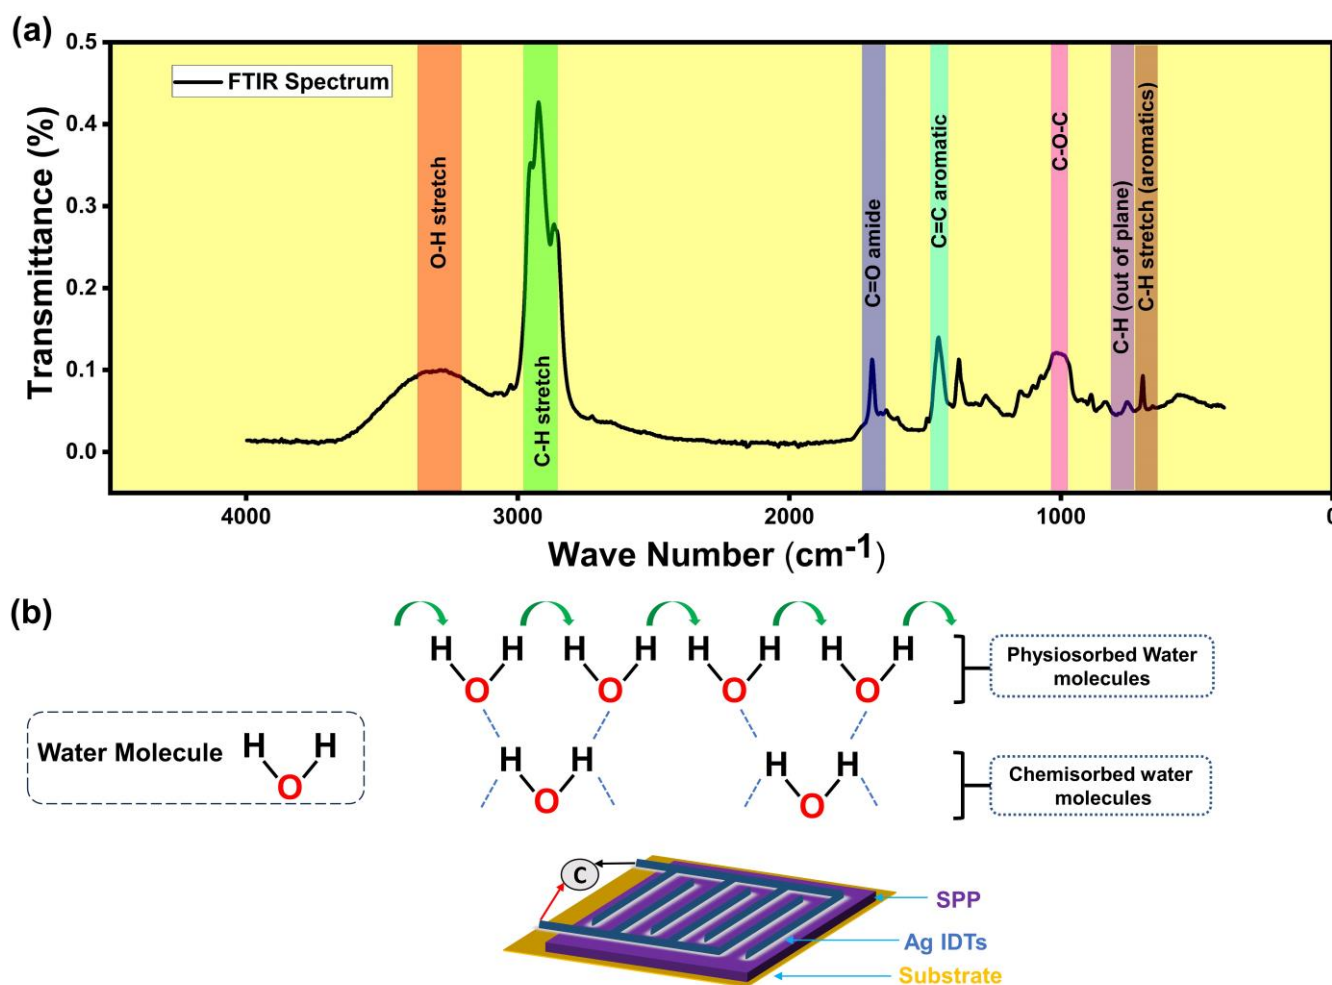 (a)
0.5
0.4
0.3
0.2
0.1
0.0
Transmittance (%)
FTIR Spectrum
O-H stretch
C-H stretch
C=O amide
C=C aromatic
C-O-C
C-H (out of plane)
C-H stretch (aromatics)
4000
3000
2000
1000
0
Wave Number (cm-1)
(b)
H H H H H H H H
O O O O
Physiosorbed Water
molecules
Water Molecule
H H
O
H H H H
O O
Chemisorbed water
molecules
C
SPP
Ag IDTs
Substrate